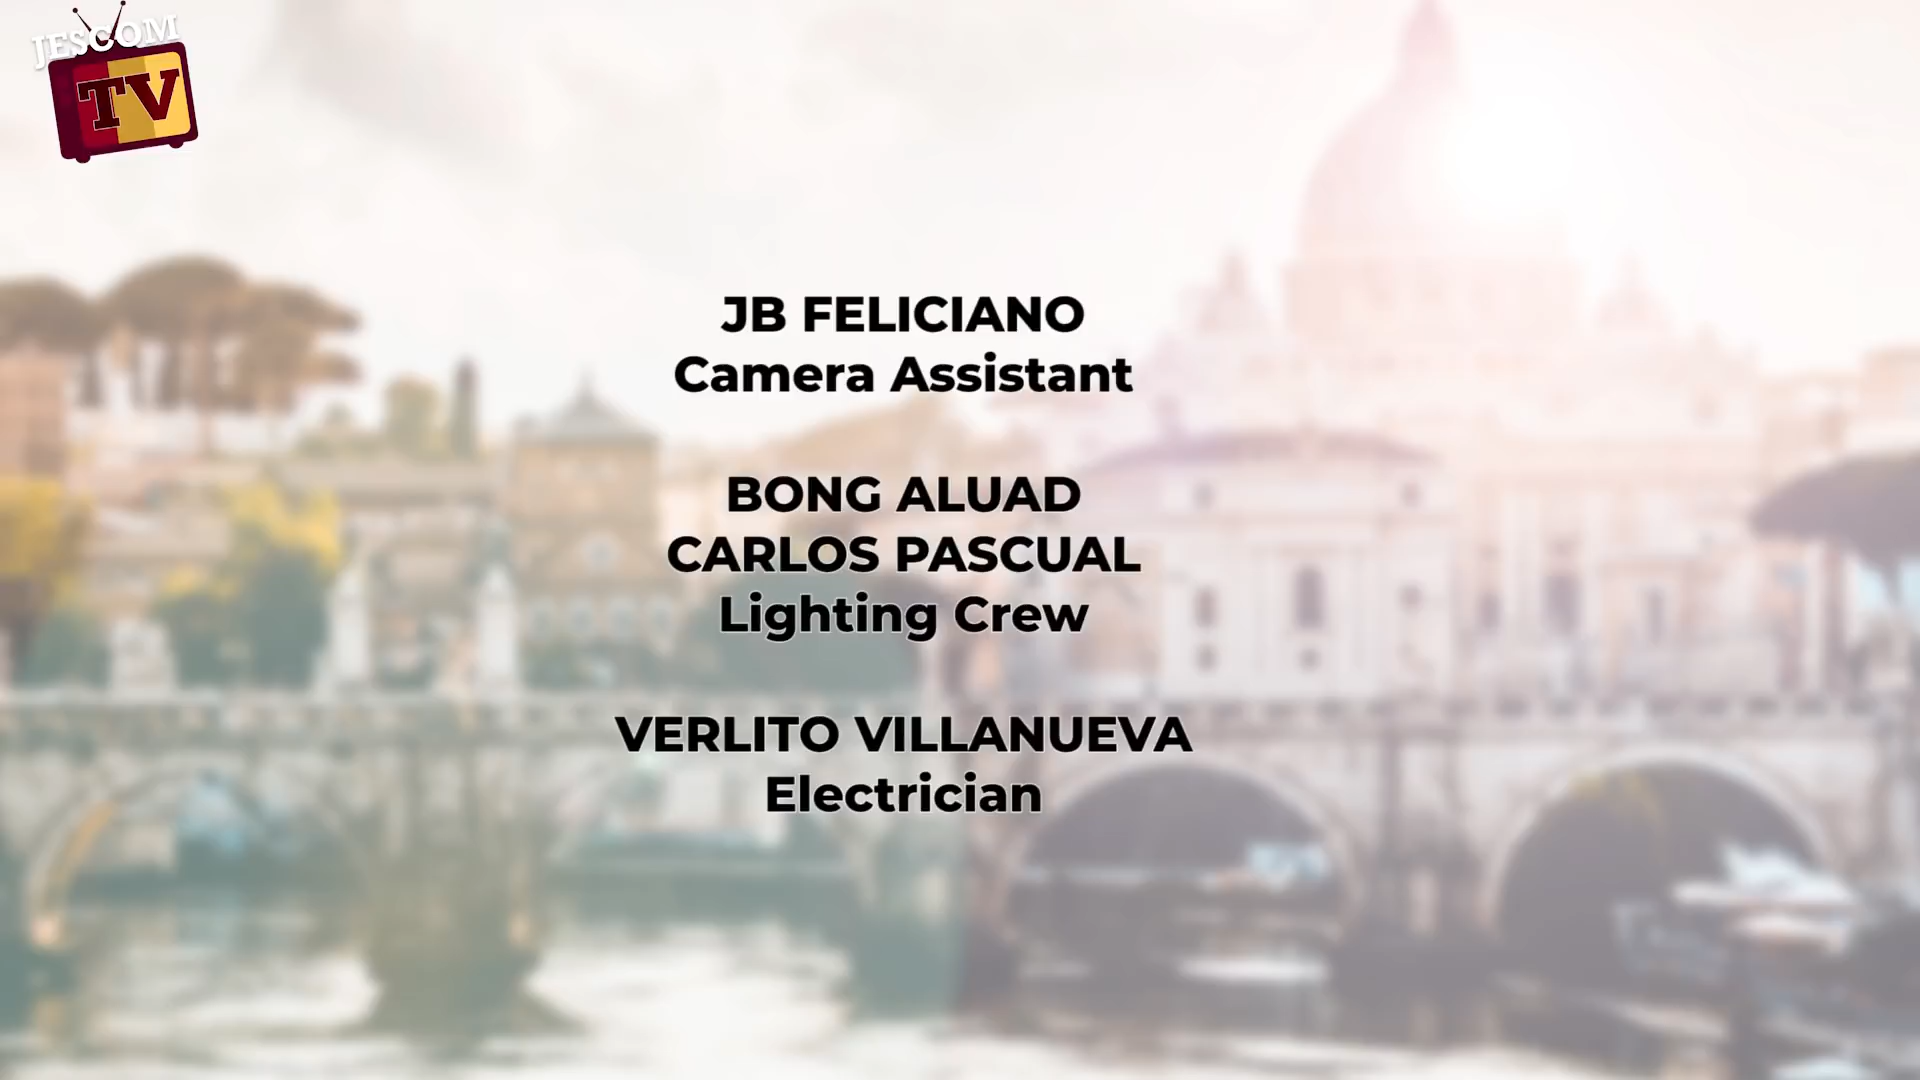 JESCOM
TV
JB FELICIANO
Camera Assistant
BONG ALUAD
CARLOS PASCUAL
Lighting Crew
VERLITO VILLANUEVA
Electrician